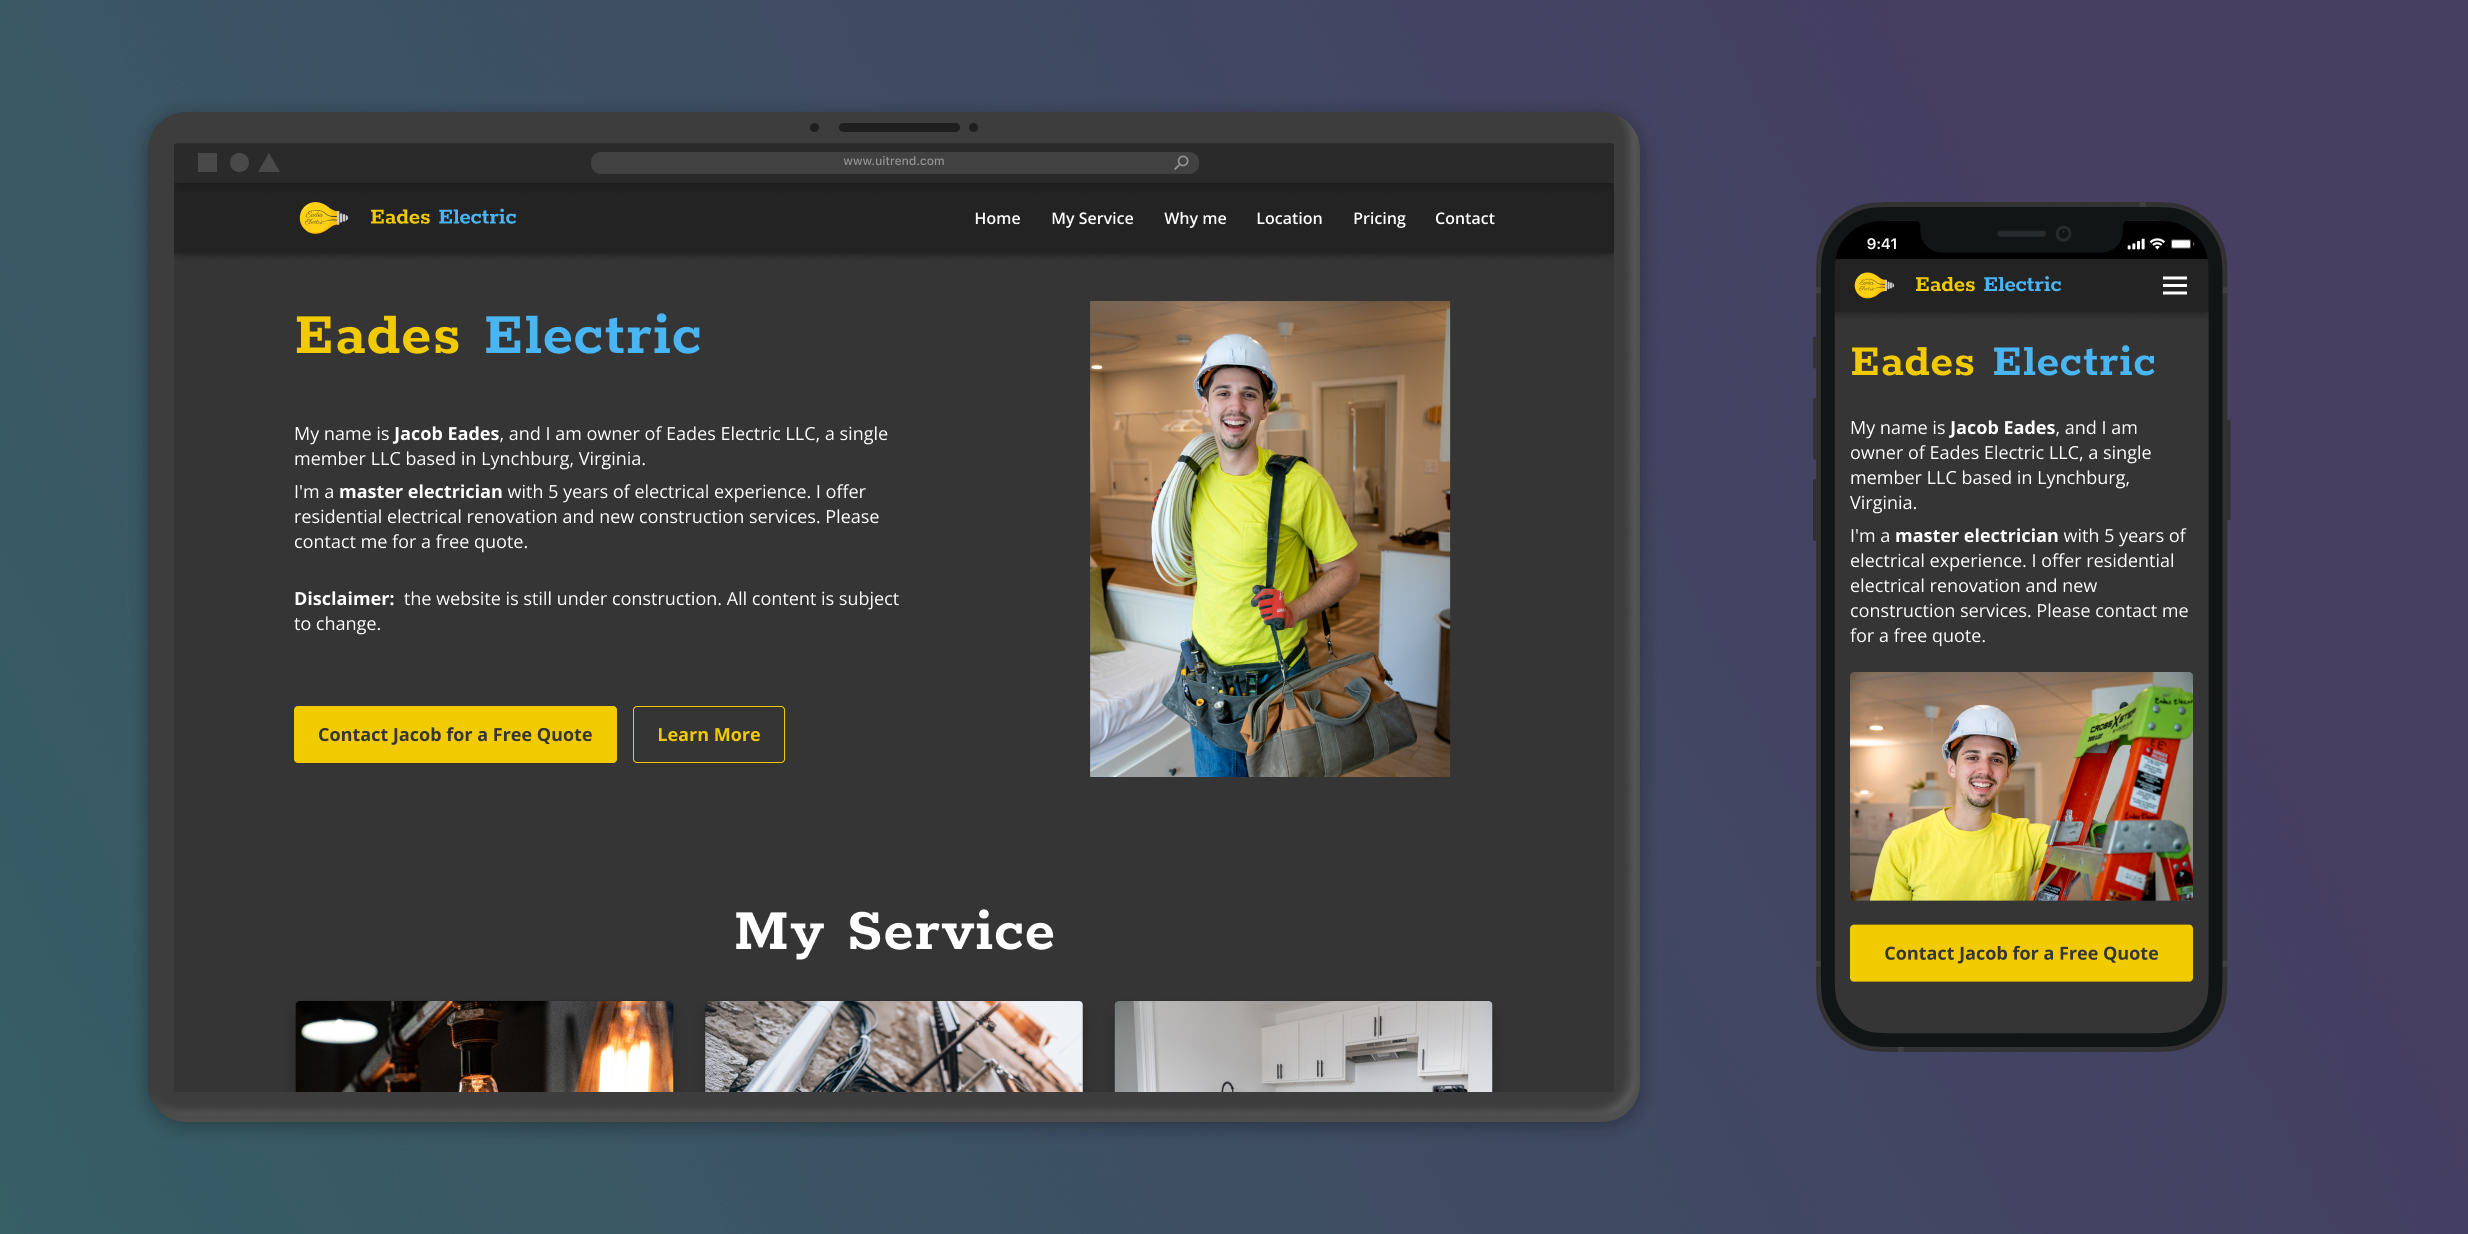 www.uitrend.com
Eades Electric
Home My Service Why me Location Pricing Contact
Eades Electric
My name is Jacob Eades, and I am owner of Eades Electric LLC, a single
member LLC based in Lynchburg, Virginia.
I'm a master electrician with 5 years of electrical experience. I offer
residential electrical renovation and new construction services. Please
contact me for a free quote.
Disclaimer: the website is still under construction. All content is subject
to change.
Contact Jacob for a Free Quote
Learn More
My Service
9:41
Eades Electric
Eades Electric
My name is Jacob Eades, and I am
owner of Eades Electric LLC, a single
member LLC based in Lynchburg,
Virginia.
I'm a master electrician with 5 years of
electrical experience. I offer residential
electrical renovation and new
construction services. Please contact me
for a free quote.
CROSSXSTEP
Contact Jacob for a Free Quote